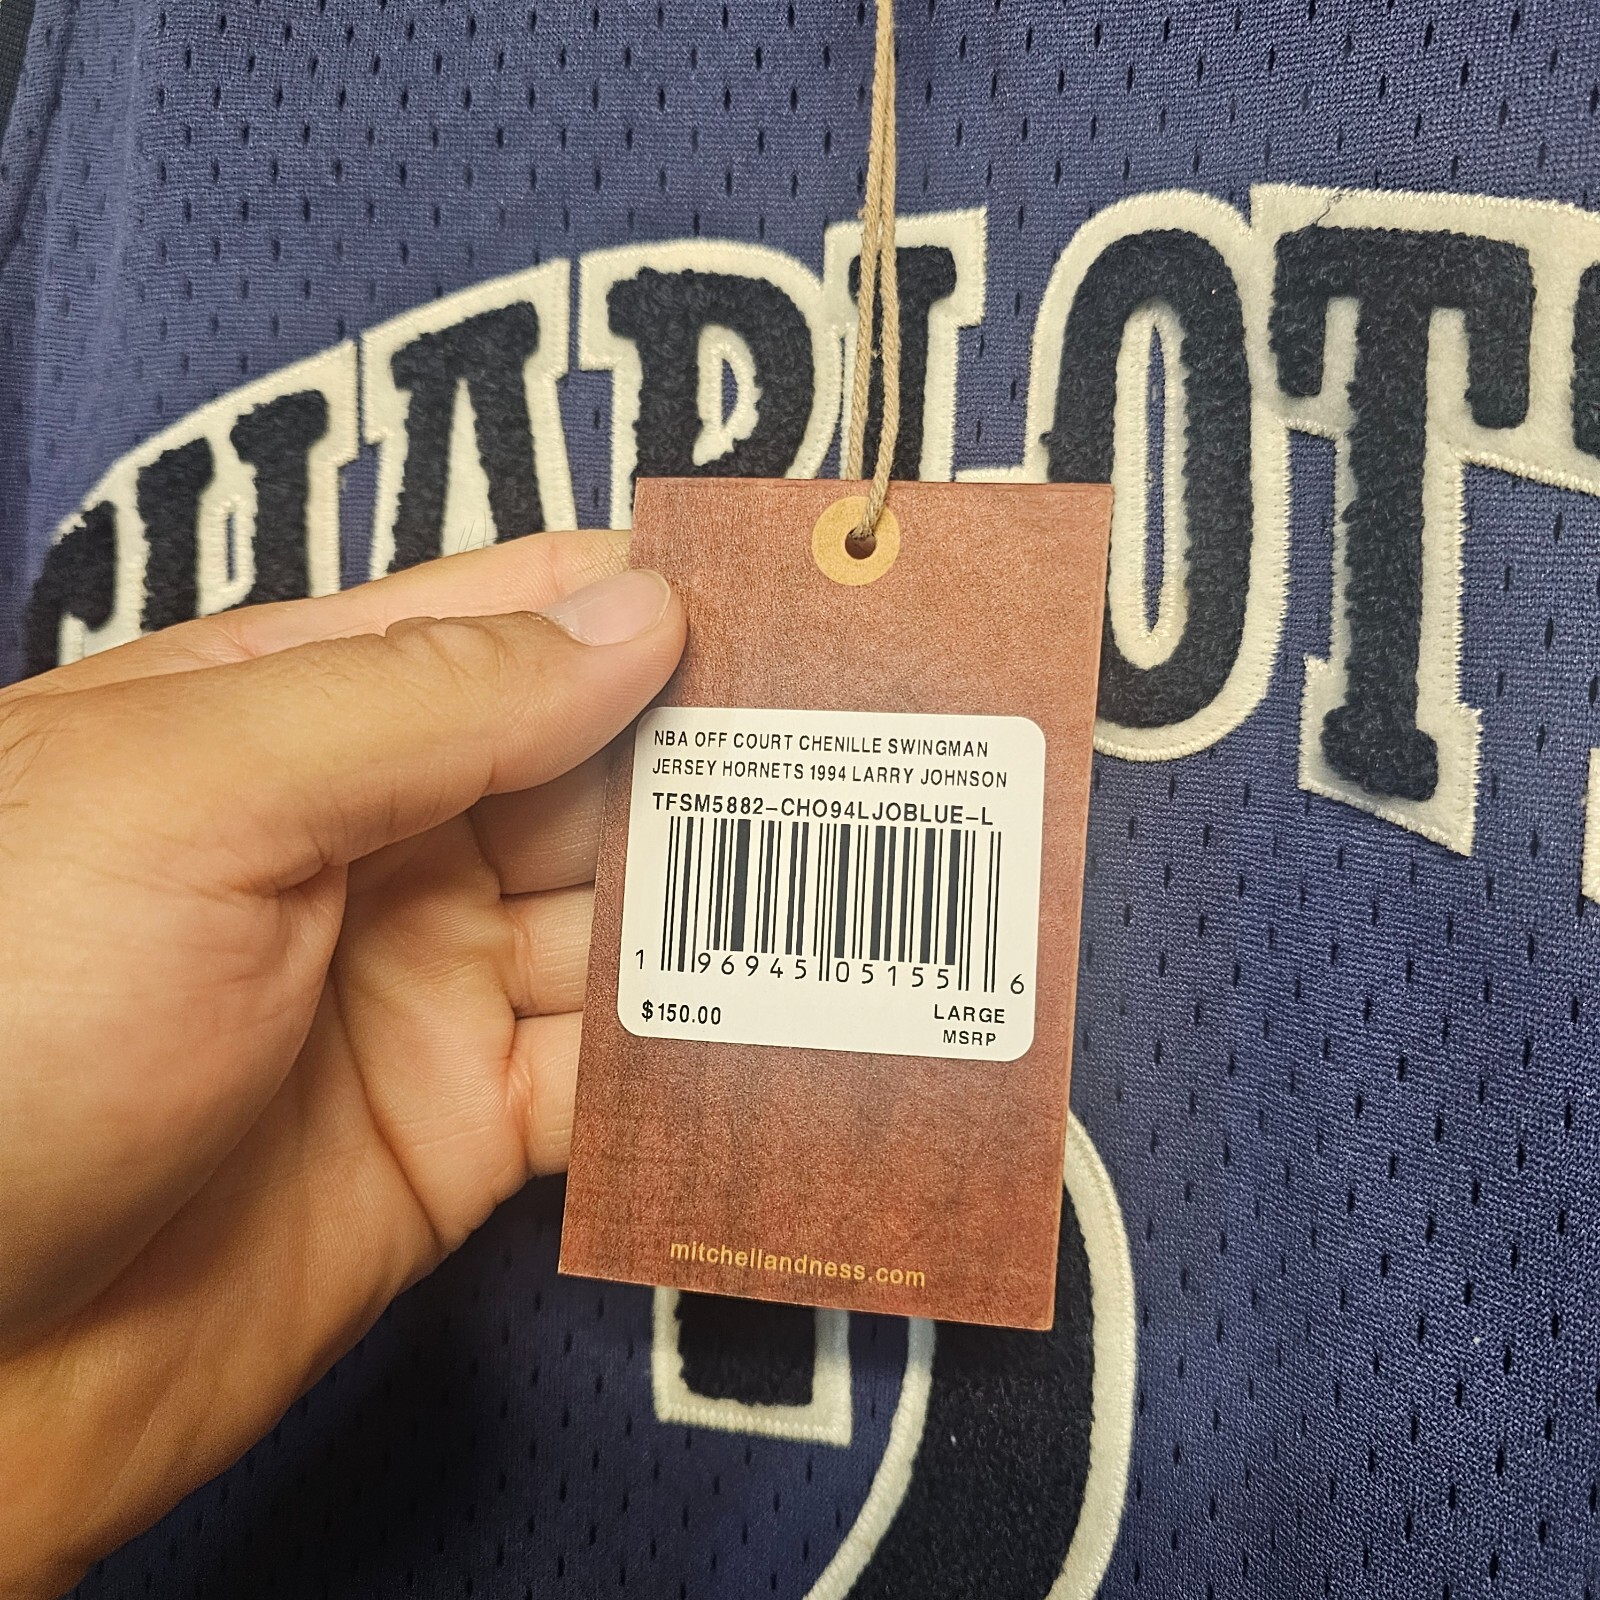 CHARLOT
NBA OFF COURT CHENILLE SWINGMAN
JERSEY HORNETS 1994 LARRY JOHNSON
TFSM5882-CHO94LJOBLUE-L
1 96945 05155 6
$150.00
LARGE
MSRP
mitchellandness.com